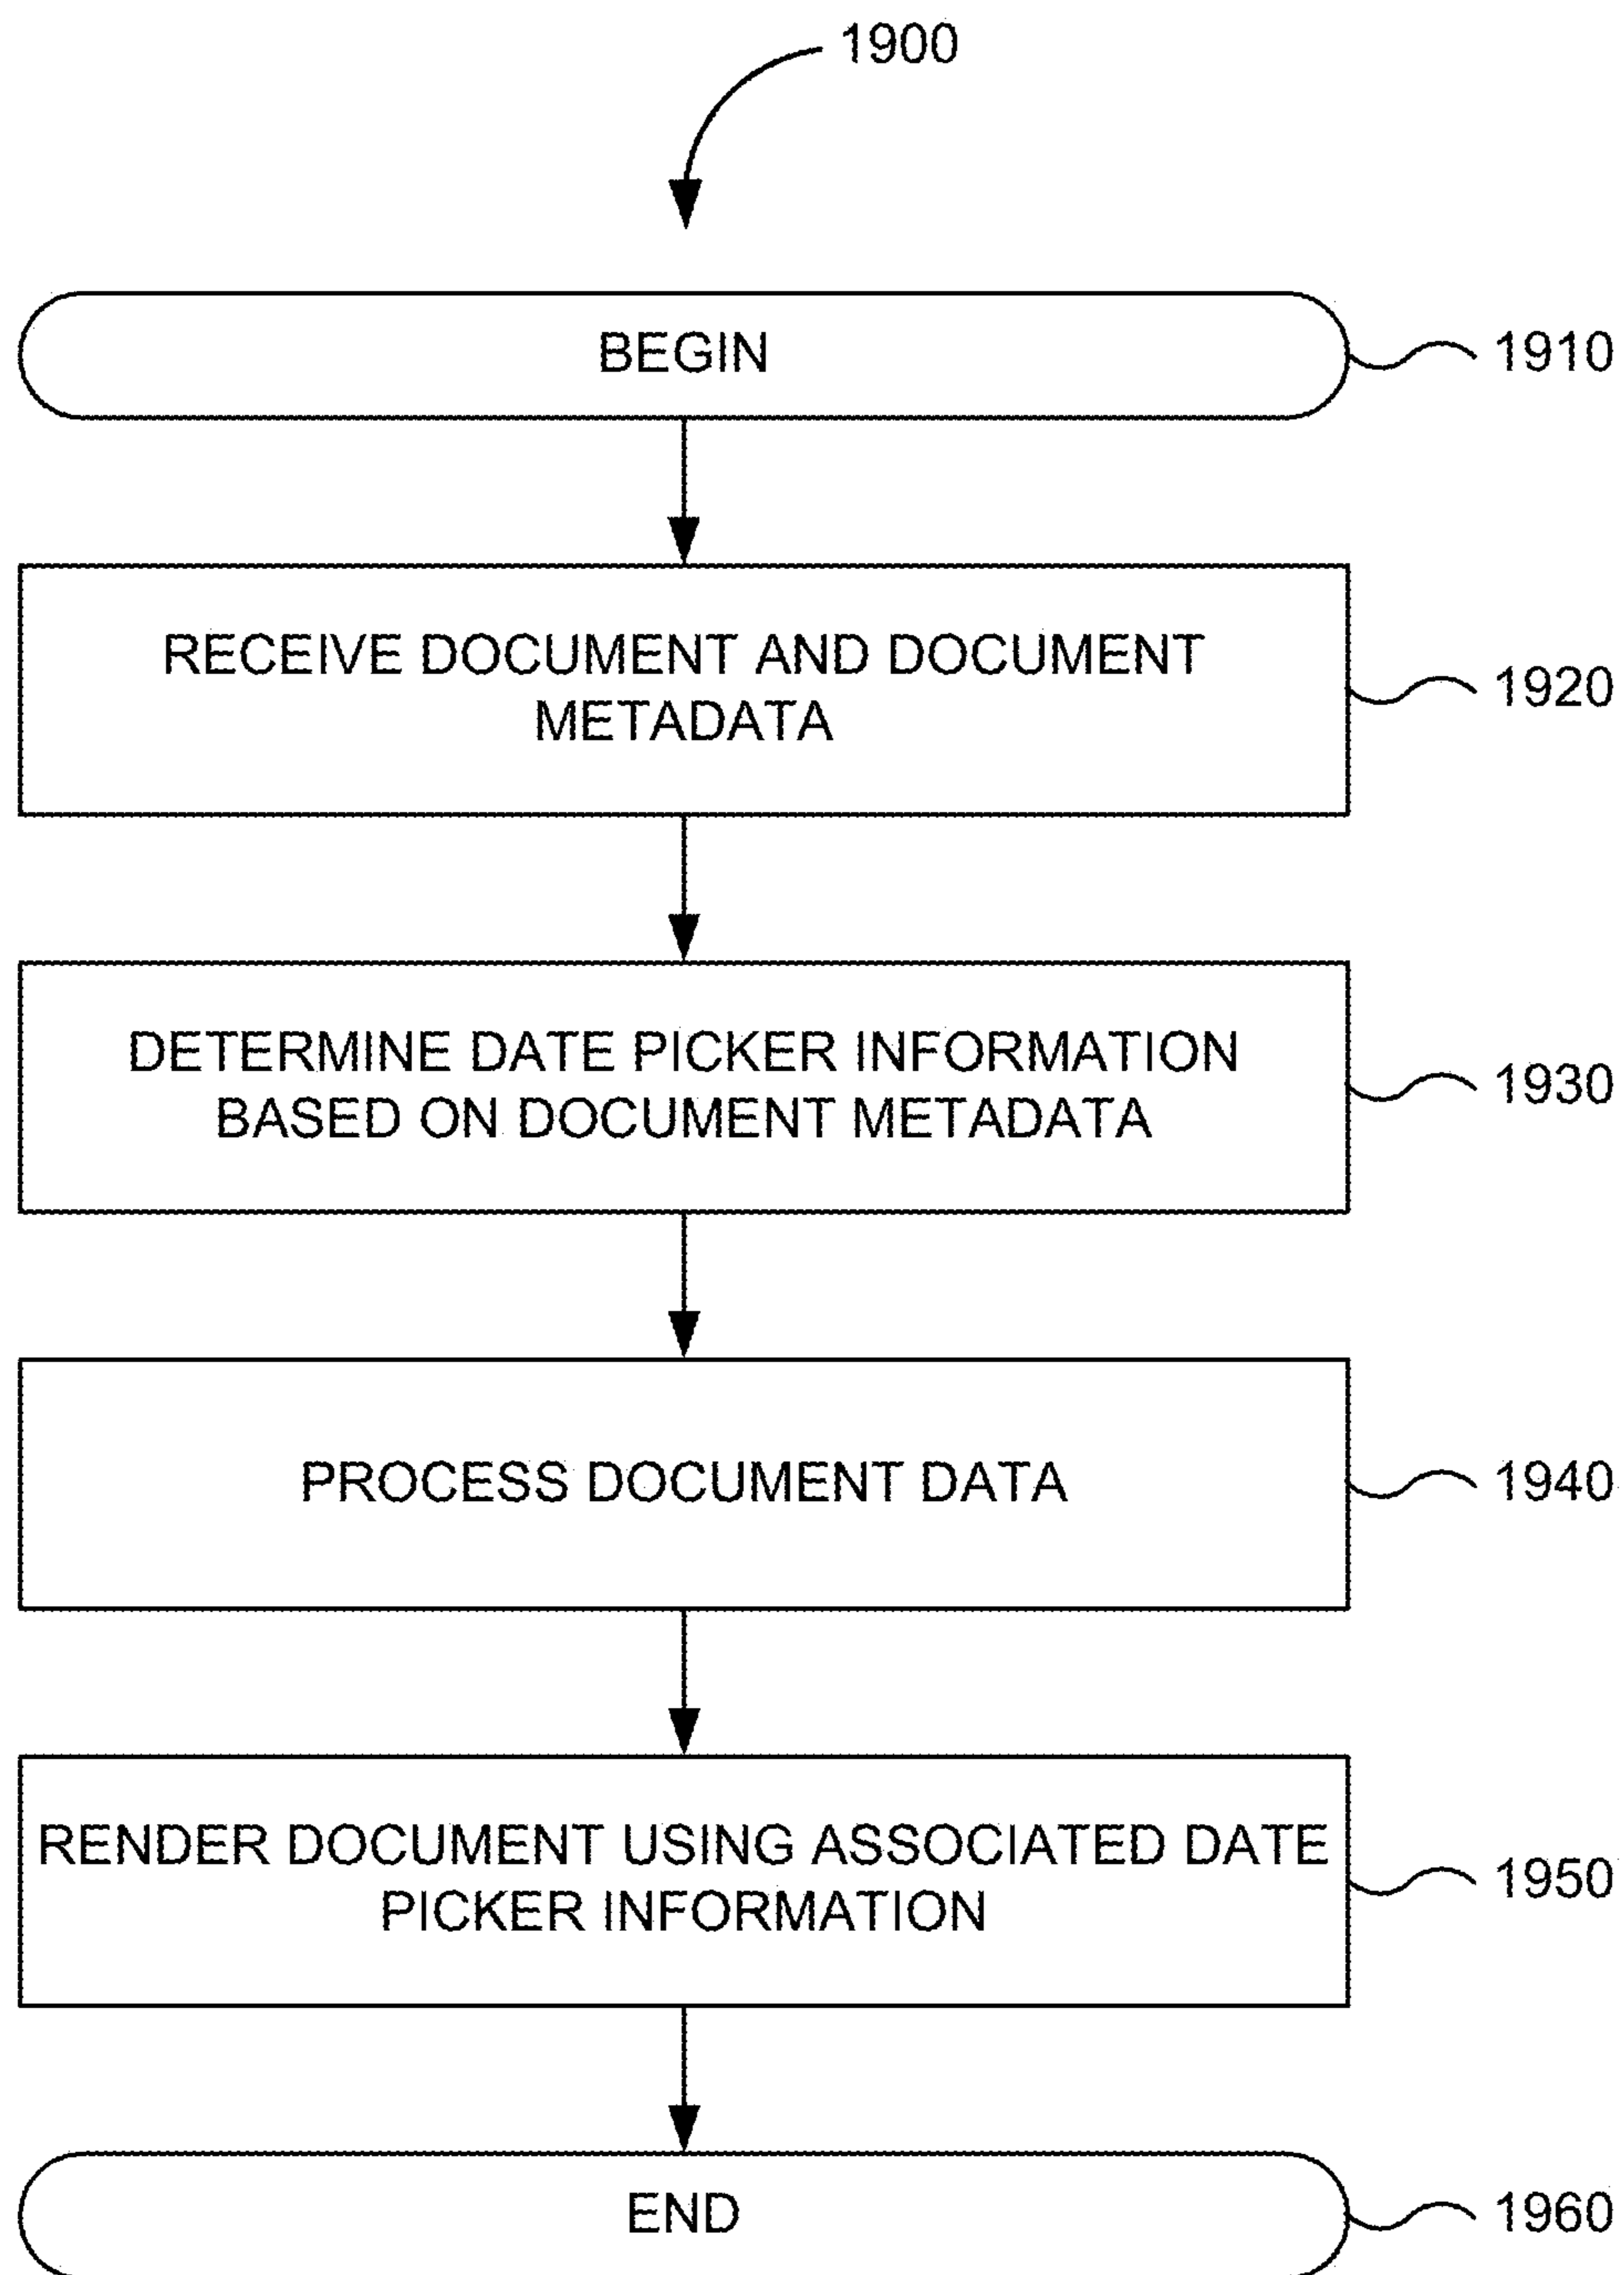 1900
BEGIN
1910
RECEIVE DOCUMENT AND DOCUMENT
METADATA
1920
DETERMINE DATE PICKER INFORMATION
BASED ON DOCUMENT METADATA
1930
PROCESS DOCUMENT DATA
1940
RENDER DOCUMENT USING ASSOCIATED DATE
PICKER INFORMATION
1950
END
1960